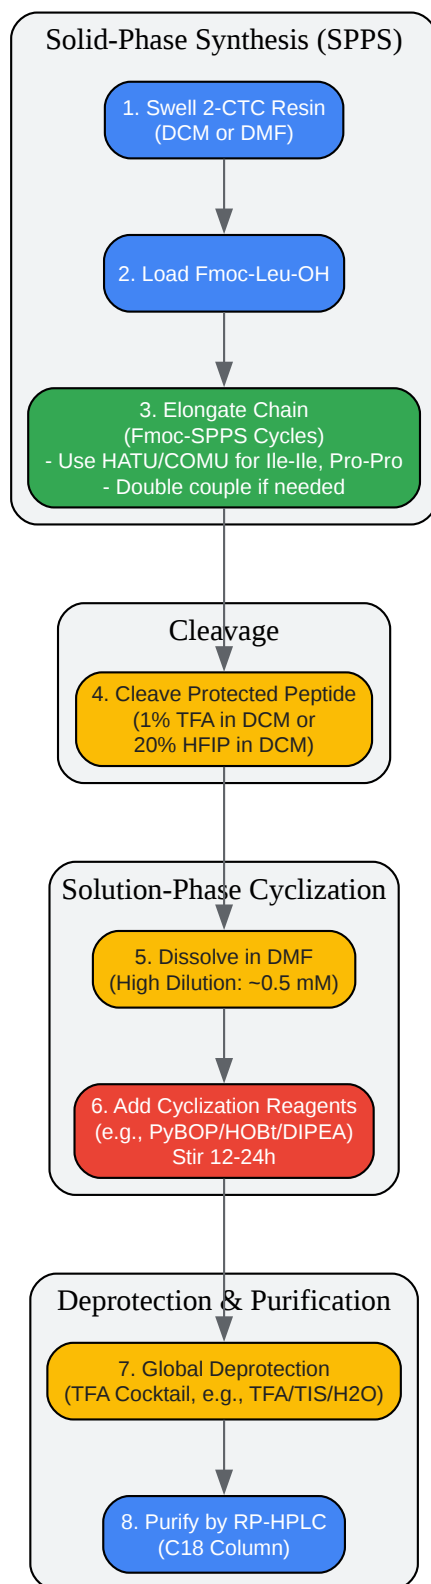 Solid-Phase Synthesis (SPPS)
1. Swell 2-CTC Resin
(DCM or DMF)
2. Load Fmoc-Leu-OH
3. Elongate Chain
(Fmoc-SPPS Cycles)
- Use HATU/COMU for Ile-Ile, Pro-Pro
- Double couple if needed
Cleavage
4. Cleave Protected Peptide
(1% TFA in DCM or
20% HFIP in DCM)
Solution-Phase Cyclization
5. Dissolve in DMF
(High Dilution: ~0.5 mM)
6. Add Cyclization Reagents
(e.g., PyBOP/HOBt/DIPEA)
Stir 12-24h
Deprotection & Purification
7. Global Deprotection
(TFA Cocktail, e.g., TFA/TIS/H2O)
8. Purify by RP-HPLC
(C18 Column)